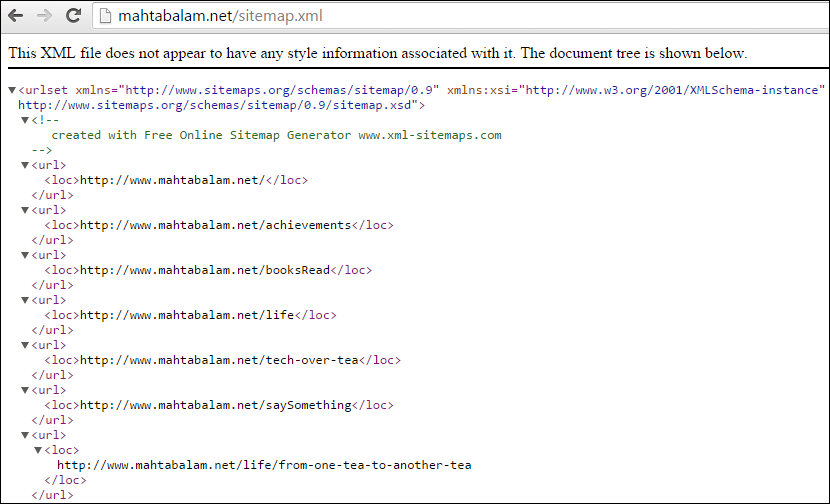 mahtabalam.net/sitemap.xml
This XML file does not appear to have any style information associated with it. The document tree is shown below.
<urlset xmlns="http://www.sitemaps.org/schemas/sitemap/0.9" xmlns:xsi="http://www.w3.org/2001/XMLSchema-instance"
http://www.sitemaps.org/schemas/sitemap/0.9/sitemap.xsd">
<!--
created with Free Online Sitemap Generator www.xml-sitemaps.com
-->
<url>
<loc>http://www.mahtabalam.net/</loc>
</url>
<url>
<loc>http://www.mahtabalam.net/achievements</loc>
</url>
<url>
<loc>http://www.mahtabalam.net/booksRead</loc>
</url>
<url>
<loc>http://www.mahtabalam.net/life</loc>
</url>
<url>
<loc>http://www.mahtabalam.net/tech-over-tea</loc>
</url>
<url>
<loc>http://www.mahtabalam.net/saySomething</loc>
</url>
<url>
<loc>
http://www.mahtabalam.net/life/from-one-tea-to-another-tea
</loc>
</url>